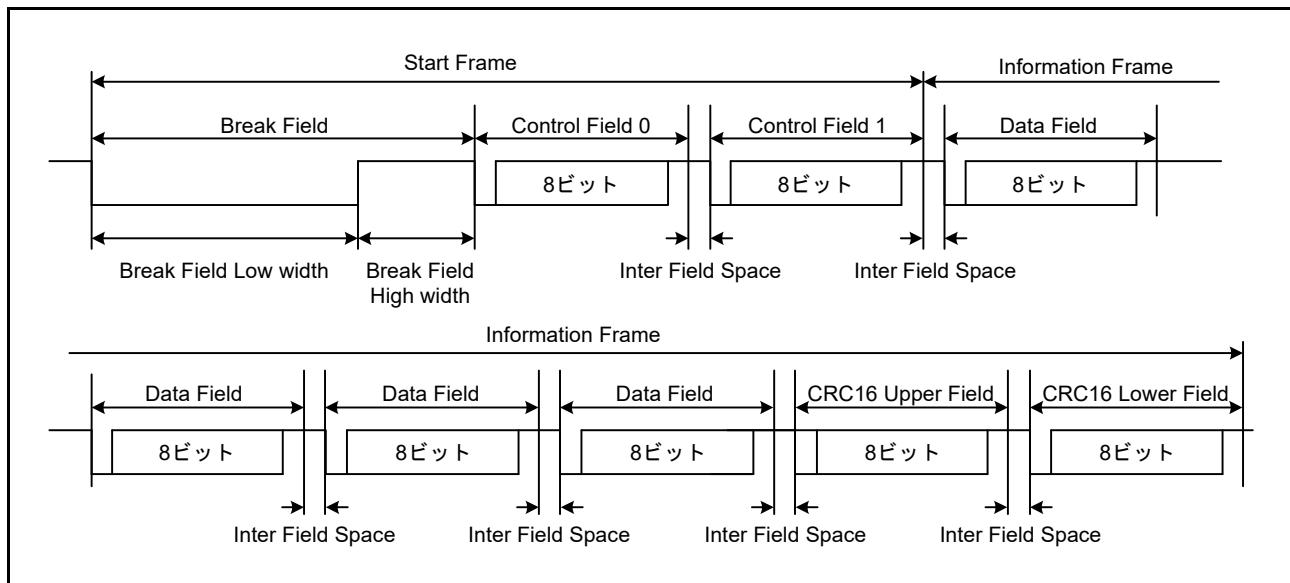 Start Frame
Information Frame
Break Field
Control Field 0
Control Field 1
Data Field
8ビット
8ビット
8ビット
Break Field Low width
Break Field
High width
Inter Field Space
Inter Field Space
Information Frame
Data Field
Data Field
Data Field
CRC16 Upper Field
CRC16 Lower Field
8ビット
8ビット
8ビット
8ビット
8ビット
Inter Field Space
Inter Field Space
Inter Field Space
Inter Field Space